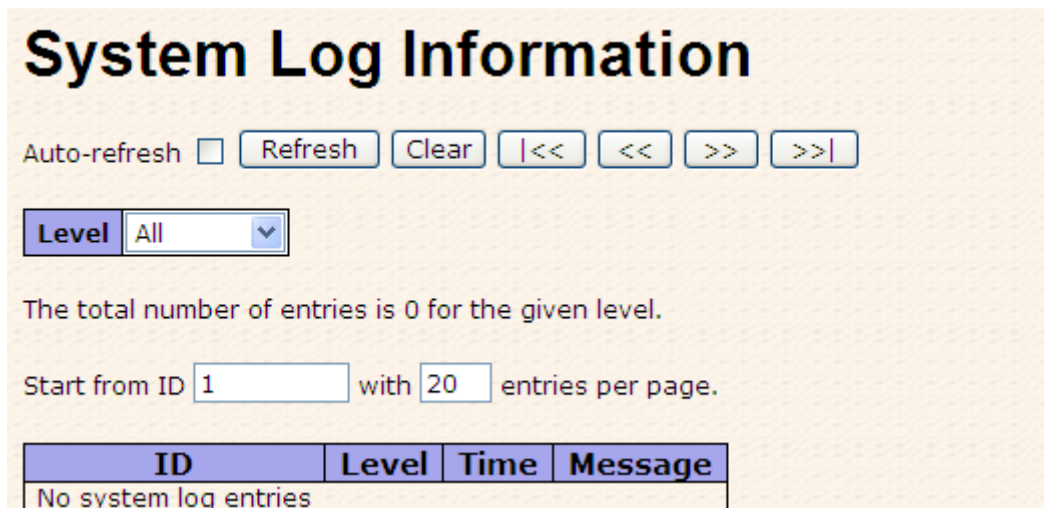 System Log Information
Auto-refresh Refresh Clear |<< << >> >>|
Level All
The total number of entries is 0 for the given level.
Start from ID 1 with 20 entries per page.
ID Level Time Message
No system log entries